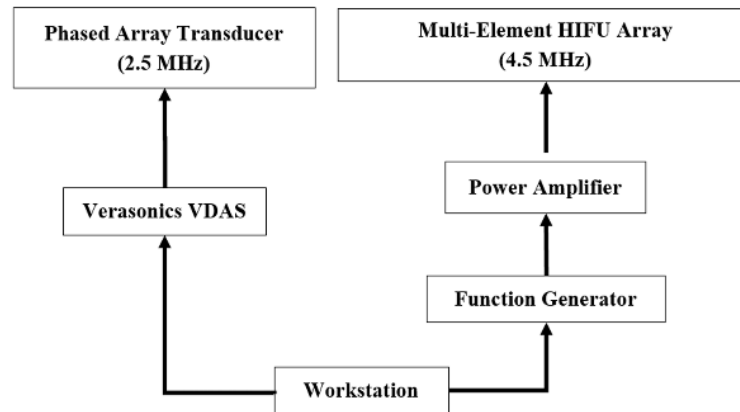 Phased Array Transducer
(2.5 MHz)
Multi-Element HIFU Array
(4.5 MHz)
Verasonics VDAS
Power Amplifier
Function Generator
Workstation